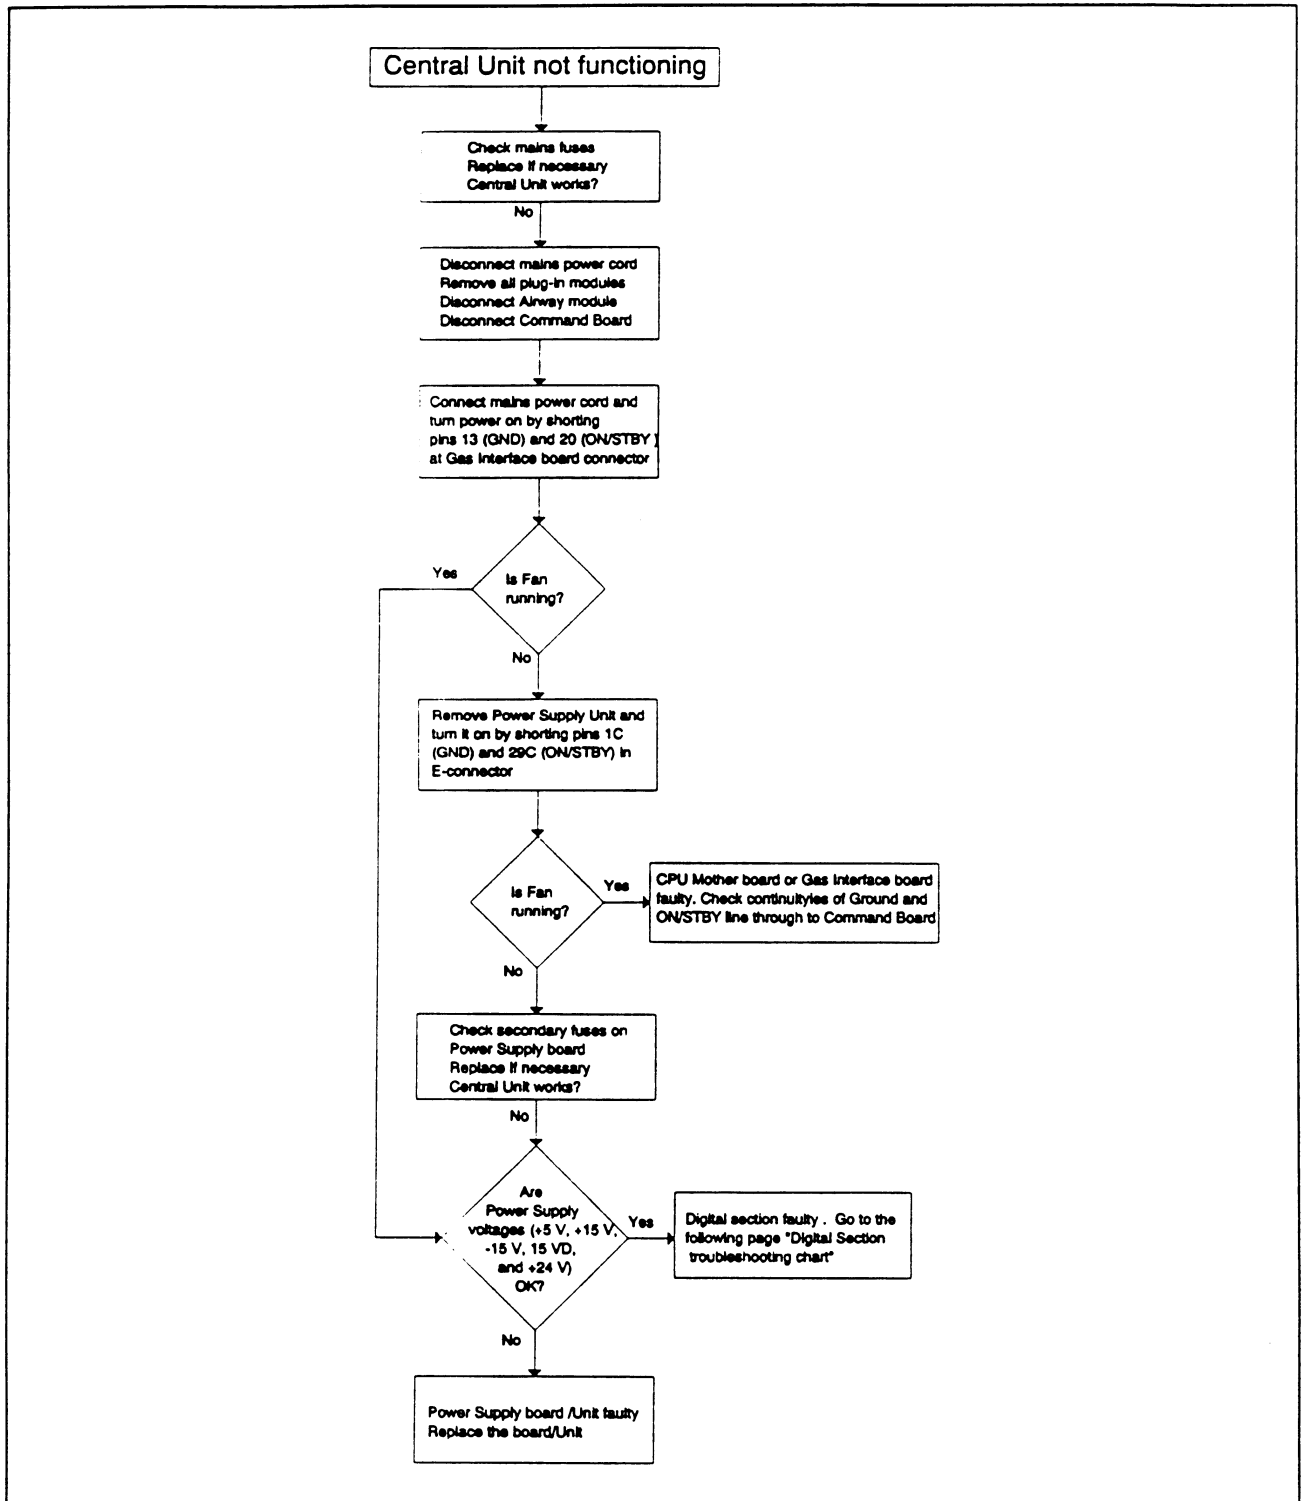 Central Unit not functioning
Check mains fuses
Replace if necessary
Central Unit works?
No
Disconnect mains power cord
Remove all plug-in modules
Disconnect Airway module
Disconnect Command Board
Connect mains power cord and
turn power on by shorting
pins 13 (GND) and 20 (ON/STBY )
at Gas Interface board connector
Yes
Is Fan
running?
No
Remove Power Supply Unit and
turn it on by shorting pins 1C
(GND) and 29C (ON/STBY) in
E-connector
Is Fan
running?
Yes
CPU Mother board or Gas Interface board
faulty. Check continuityies of Ground and
ON/STBY line through to Command Board
No
Check secondary fuses on
Power Supply board
Replace if necessary
Central Unit works?
No
Are
Power Supply
voltages (+5 V, +15 V,
-15 V, 15 VD,
and +24 V)
OK?
Yes
Digital section faulty . Go to the
following page "Digital Section
troubleshooting chart"
No
Power Supply board /Unit faulty
Replace the board/Unit